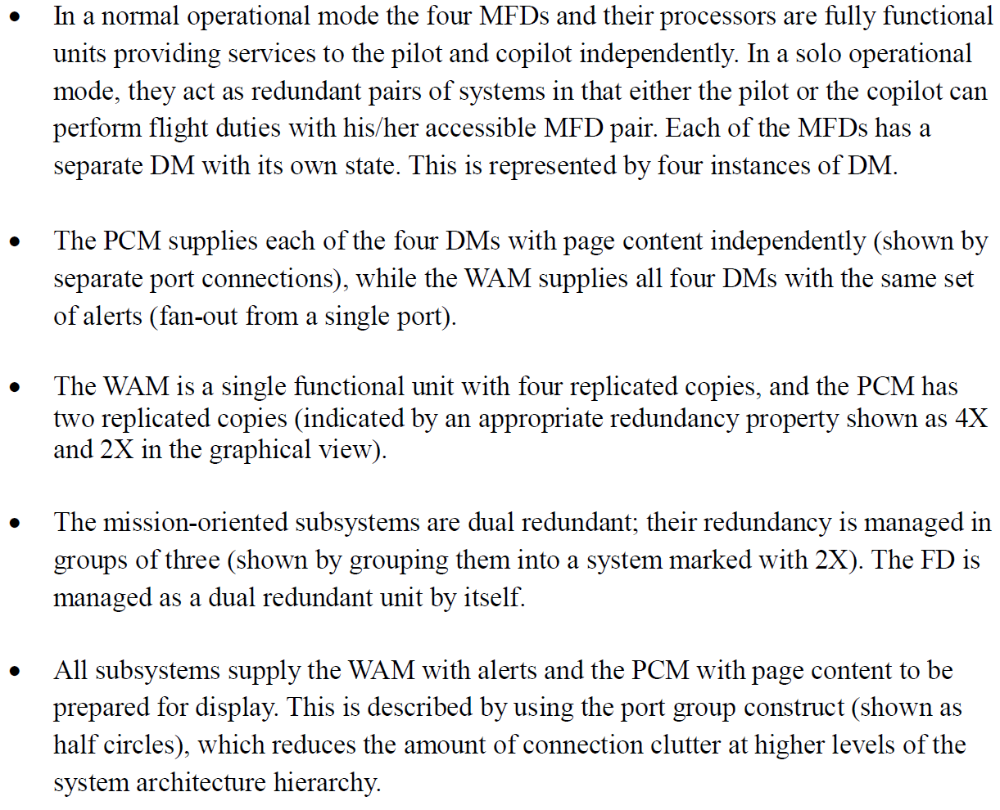 • In a normal operational mode the four MFDs and their processors are fully functional
units providing services to the pilot and copilot independently. In a solo operational
mode, they act as redundant pairs of systems in that either the pilot or the copilot can
perform flight duties with his/her accessible MFD pair. Each of the MFDs has a
separate DM with its own state. This is represented by four instances of DM.
• The PCM supplies each of the four DMs with page content independently (shown by
separate port connections), while the WAM supplies all four DMs with the same set
of alerts (fan-out from a single port).
• The WAM is a single functional unit with four replicated copies, and the PCM has
two replicated copies (indicated by an appropriate redundancy property shown as 4X
and 2X in the graphical view).
• The mission-oriented subsystems are dual redundant; their redundancy is managed in
groups of three (shown by grouping them into a system marked with 2X). The FD is
managed as a dual redundant unit by itself.
• All subsystems supply the WAM with alerts and the PCM with page content to be
prepared for display. This is described by using the port group construct (shown as
half circles), which reduces the amount of connection clutter at higher levels of the
system architecture hierarchy.